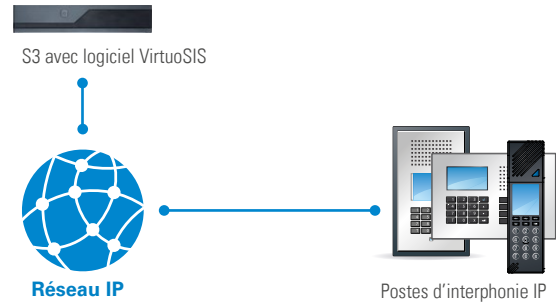 S3 avec logiciel VirtuoSIS
Réseau IP
Postes d'interphonie IP